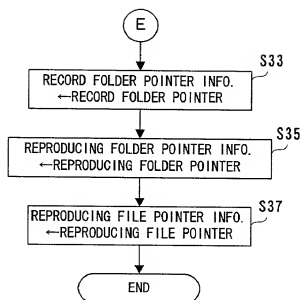 E
S33
RECORD FOLDER POINTER INFO.
←RECORD FOLDER POINTER
S35
REPRODUCING FOLDER POINTER INFO.
←REPRODUCING FOLDER POINTER
S37
REPRODUCING FILE POINTER INFO.
←REPRODUCING FILE POINTER
END